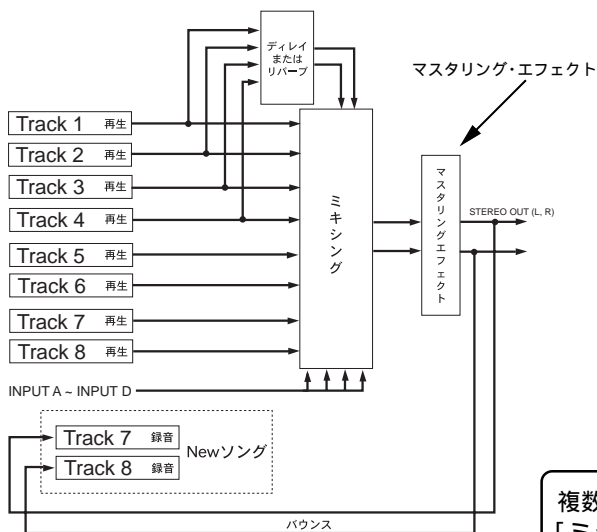 ディレイ
または
リバーブ
マスタリング・エフェクト
Track 1 再生
Track 2 再生
Track 3 再生
Track 4 再生
Track 5 再生
Track 6 再生
Track 7 再生
Track 8 再生
ミキシング
マスタリングエフェクト
STEREO OUT (L, R)
INPUT A ~ INPUT D
Track 7 録音
Track 8 録音
Newソング
バウンス
複数
「ミ